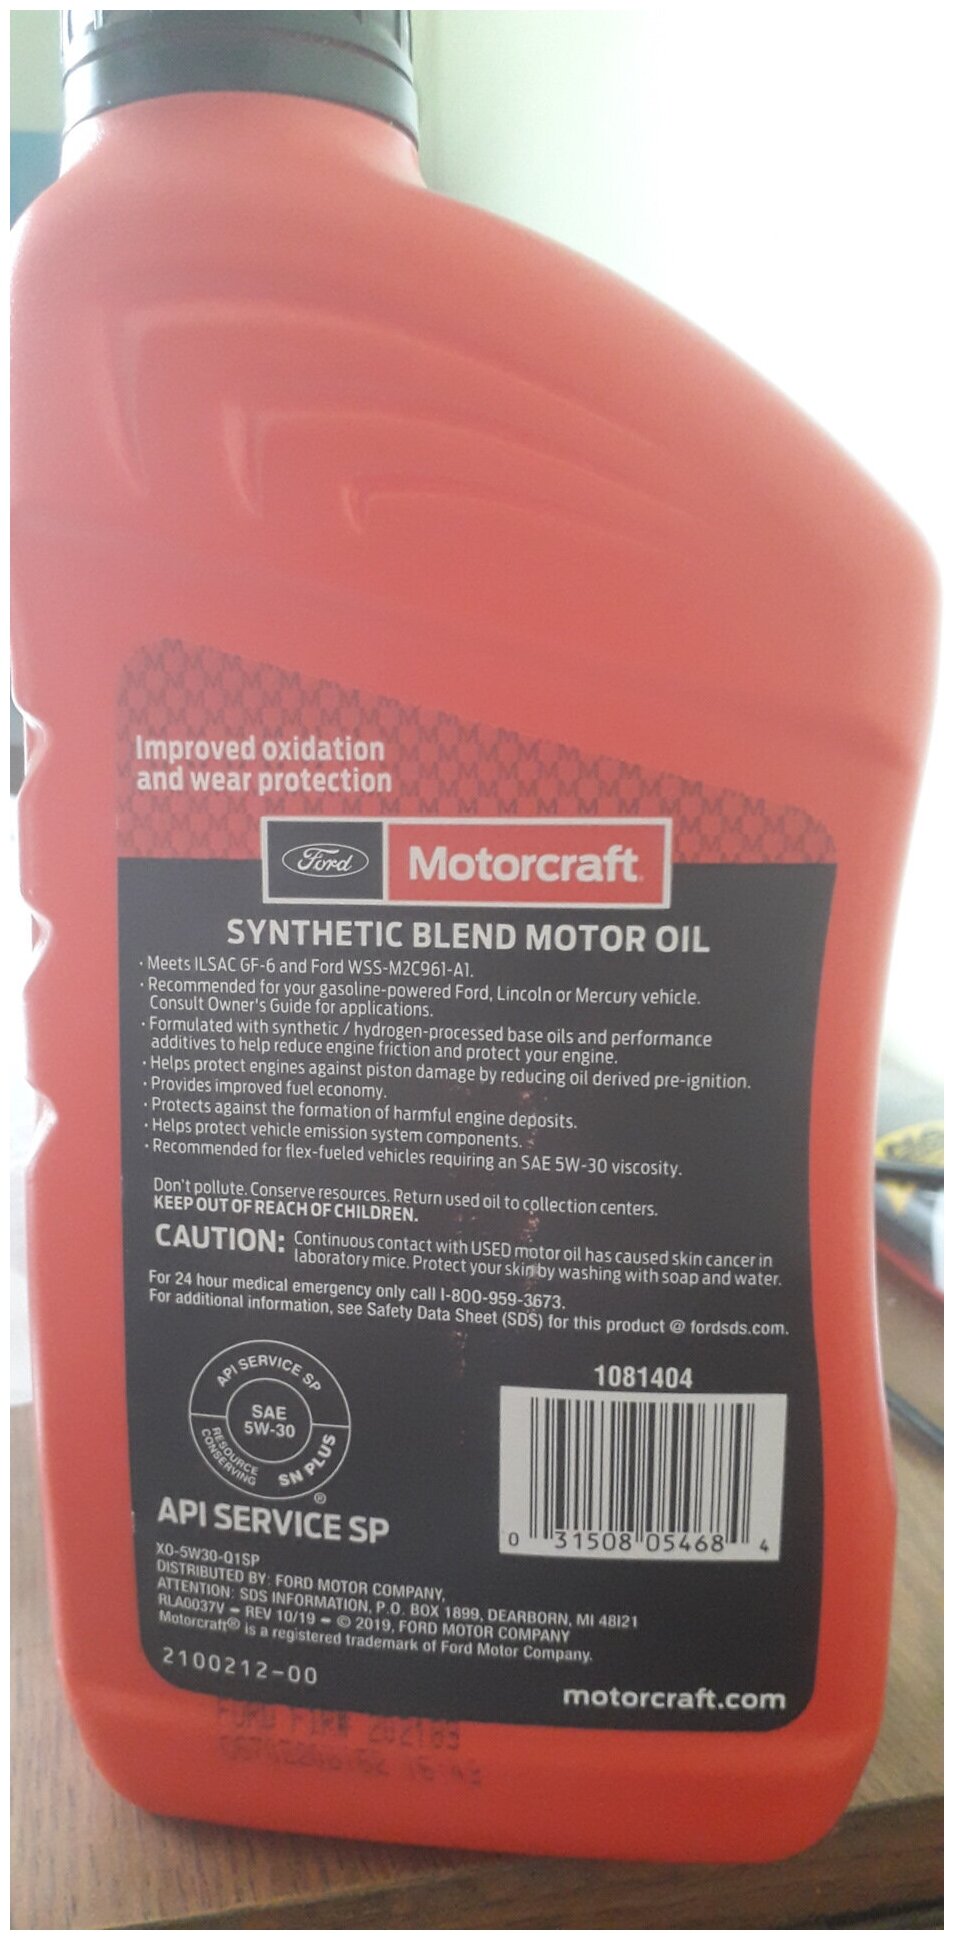 Improved oxidation
and wear protection
Ford Motorcraft
SYNTHETIC BLEND MOTOR OIL
· Meets ILSAC GF-6 and Ford WSS-M2C961-A1.
· Recommended for your gasoline-powered Ford, Lincoln or Mercury vehicle.
Consult Owner's Guide for applications.
· Formulated with synthetic / hydrogen-processed base oils and performance
additives to help reduce engine friction and protect your engine.
· Helps protect engines against piston damage by reducing oil derived pre-ignition.
· Provides improved fuel economy.
· Protects against the formation of harmful engine deposits.
· Helps protect vehicle emission system components.
· Recommended for flex-fueled vehicles requiring an SAE 5W-30 viscosity.
Don't pollute. Conserve resources. Return used oil to collection centers.
KEEP OUT OF REACH OF CHILDREN.
CAUTION: Continuous contact with USED motor oil has caused skin cancer in
laboratory mice. Protect your skin by washing with soap and water.
For 24 hour medical emergency only call 1-800-959-3673.
For additional information, see Safety Data Sheet (SDS) for this product @ fordsds.com.
API SERVICE SP
SAE
5W-30
RESOURCE
CONSERVING
SN PLUS
®
API SERVICE SP
1081404
0 31508 05468 4
XO-5W30-Q1SP
DISTRIBUTED BY: FORD MOTOR COMPANY,
ATTENTION: SDS INFORMATION, P.O. BOX 1899, DEARBORN, MI 48121
RLA0037V – REV 10/19 – © 2019, FORD MOTOR COMPANY
Motorcraft® is a registered trademark of Ford Motor Company.
2100212-00
motorcraft.com
FORD